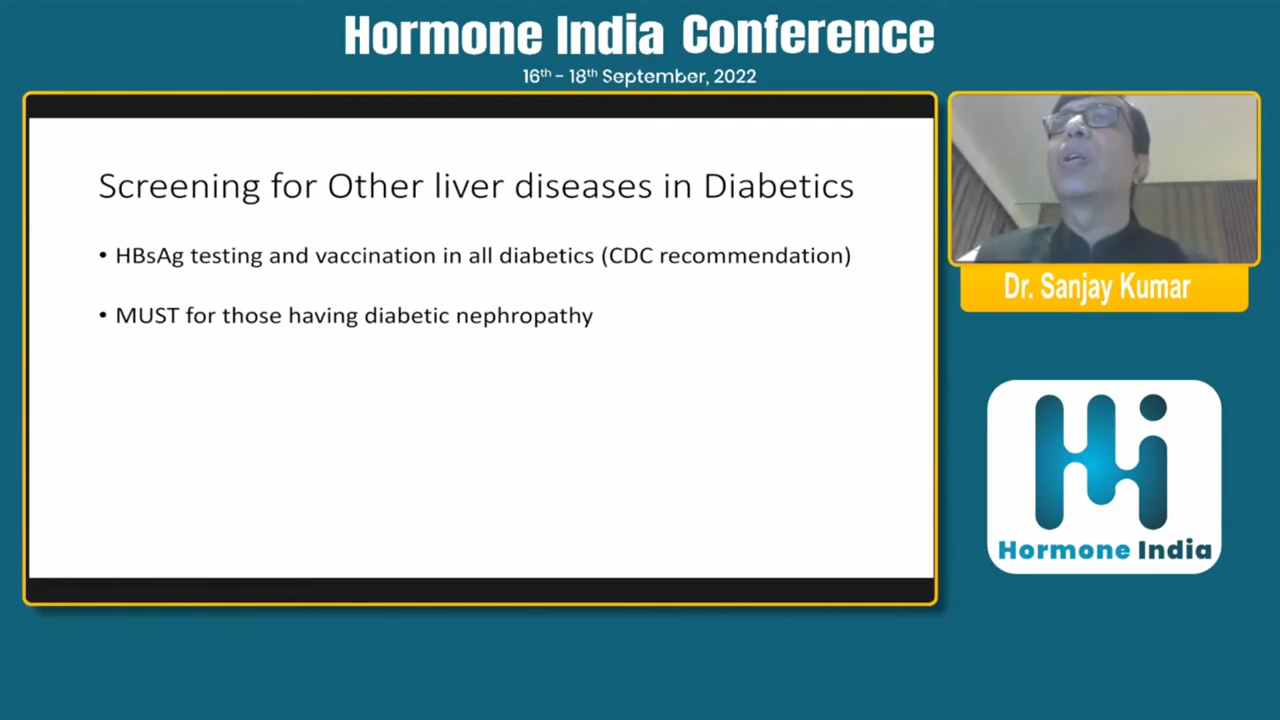 Hormone India Conference
16th - 18th September, 2022
Screening for Other liver diseases in Diabetics
• HBsAg testing and vaccination in all diabetics (CDC recommendation)
• MUST for those having diabetic nephropathy
Dr. Sanjay Kumar
Hi
Hormone India